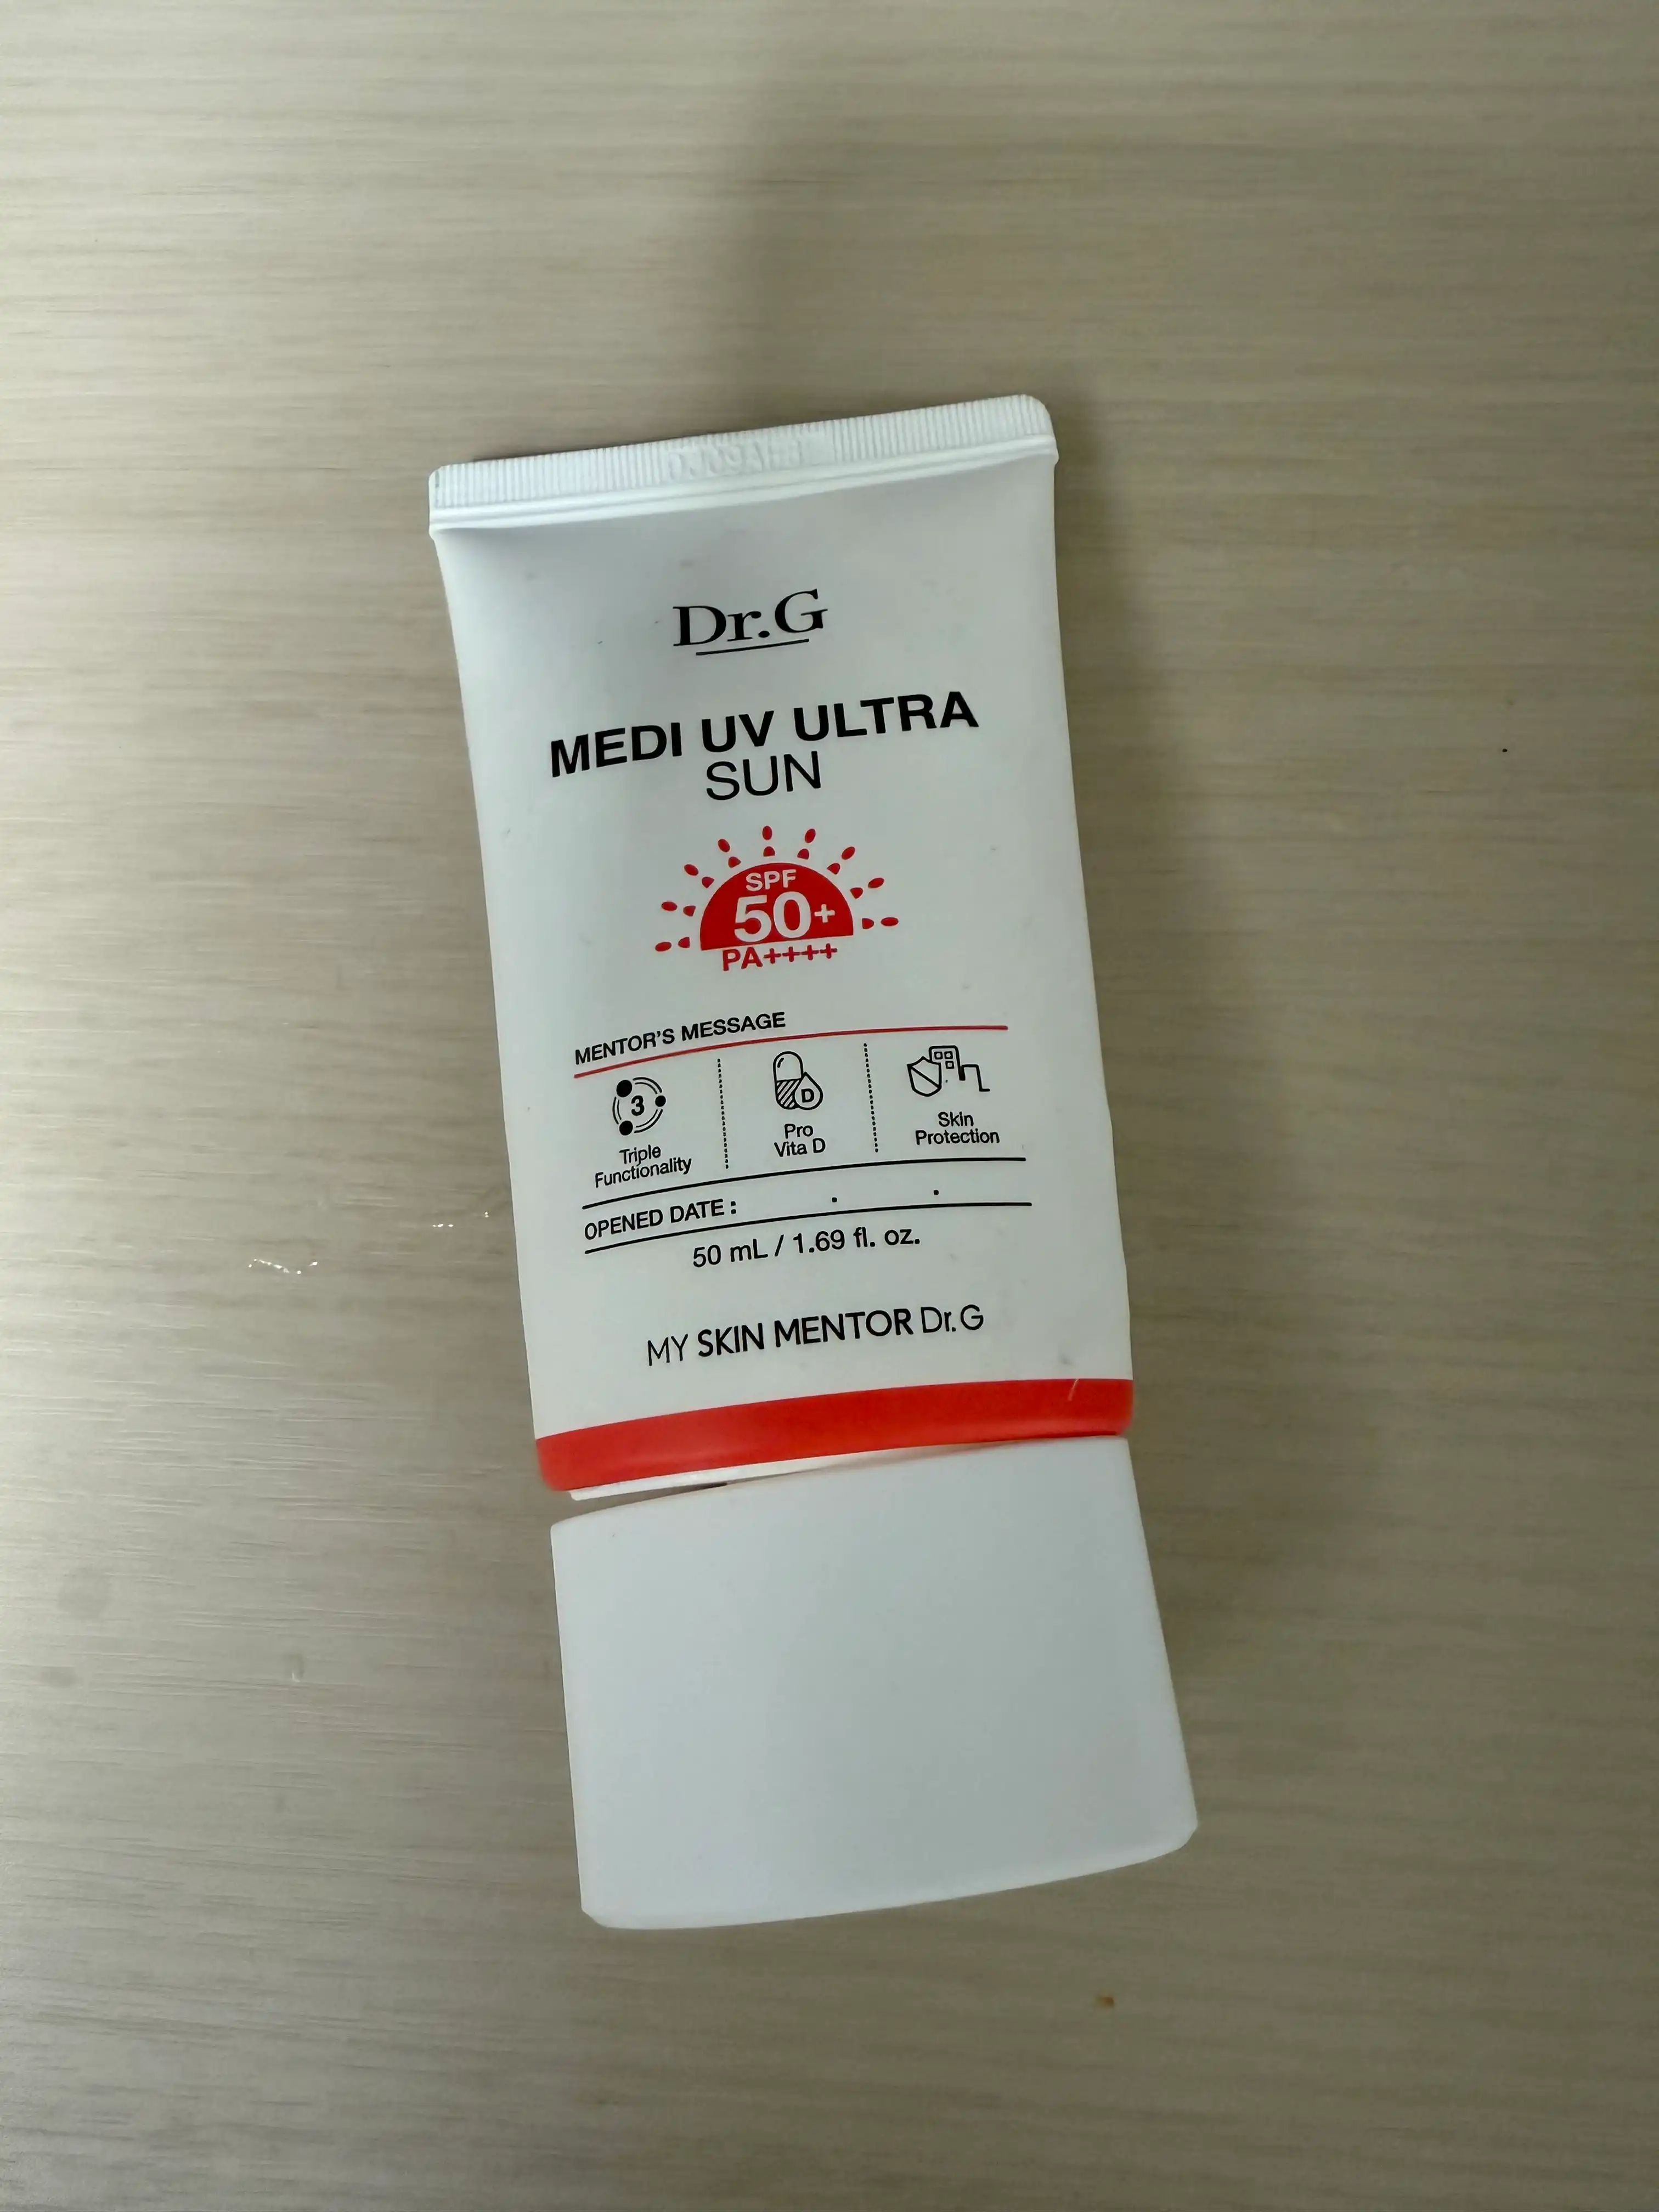 Dr.G
MEDI UV ULTRA
SUN
SPF
50+
PA++++
MENTOR'S MESSAGE
3
Triple
Functionality
D
Pro
Vita D
Skin
Protection
OPENED DATE :      .      .
50 mL / 1.69 fl. oz.
MY SKIN MENTOR Dr.G